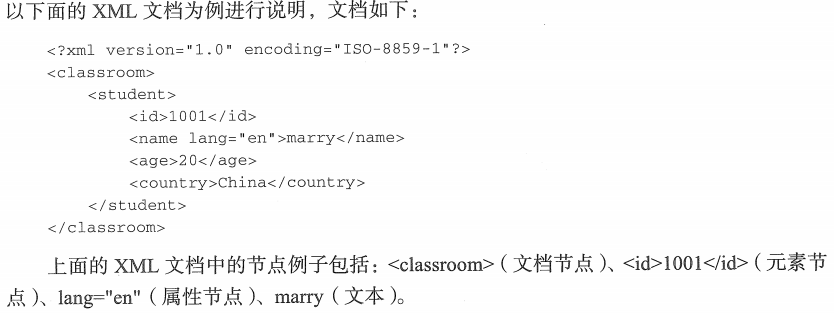 以下面的 XML 文档为例进行说明，文档如下：
<?xml version="1.0" encoding="ISO-8859-1"?>
<classroom>
    <student>
        <id>1001</id>
        <name lang="en">marry</name>
        <age>20</age>
        <country>China</country>
    </student>
</classroom>
上面的 XML 文档中的节点例子包括：<classroom>（文档节点）、<id>1001</id>（元素节
点）、lang="en"（属性节点）、marry（文本）。